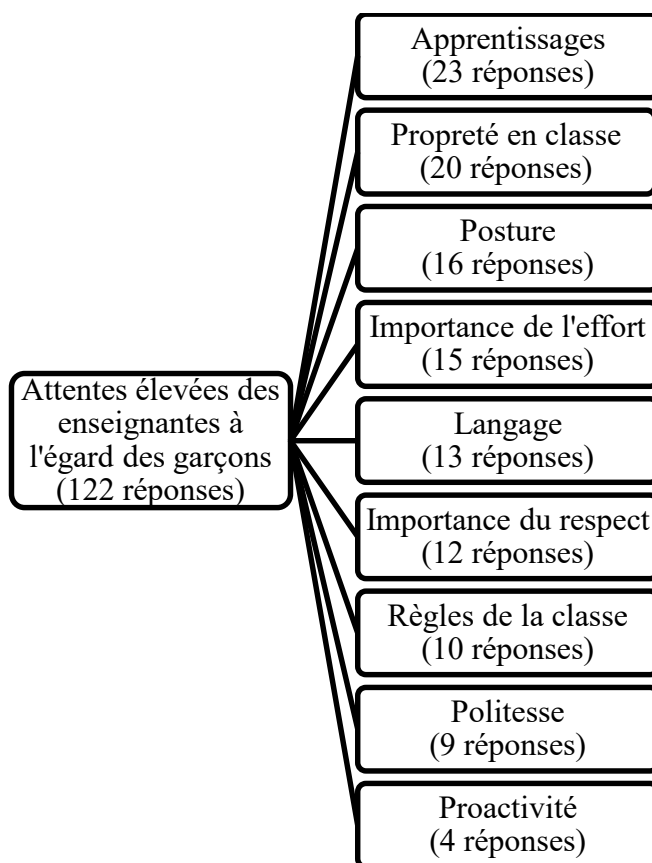 Apprentissages
(23 réponses)
Propreté en classe
(20 réponses)
Posture
(16 réponses)
Importance de l'effort
(15 réponses)
Attentes élevées des
enseignantes à
l'égard des garçons
(122 réponses)
Langage
(13 réponses)
Importance du respect
(12 réponses)
Règles de la classe
(10 réponses)
Politesse
(9 réponses)
Proactivité
(4 réponses)